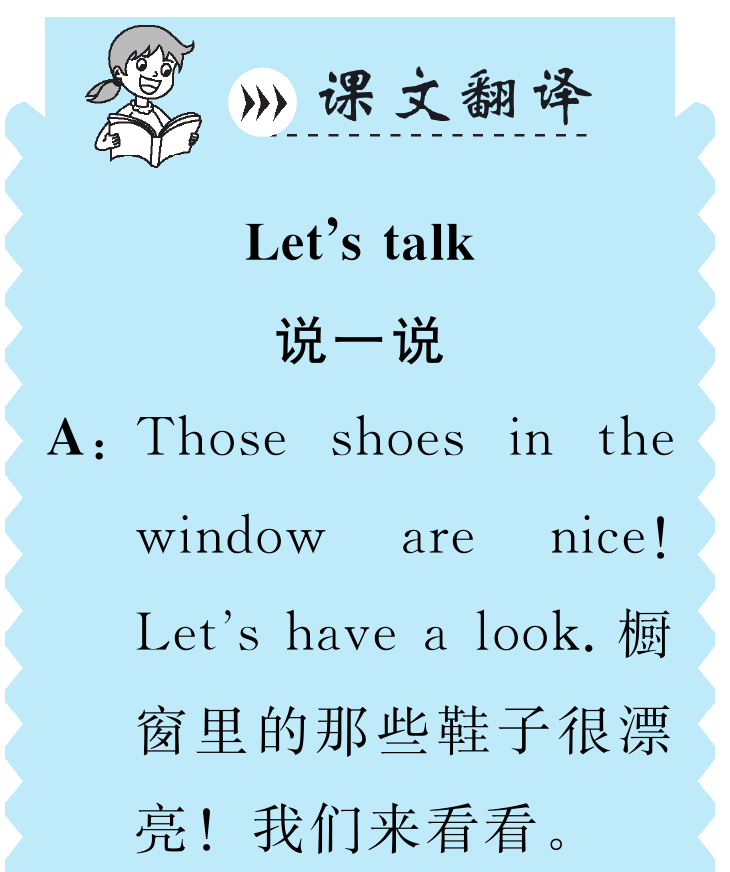 课文翻译
Let's talk
说一说
A: Those shoes in the
window are nice!
Let's have a look. 橱
窗里的那些鞋子很漂
亮! 我们来看看。